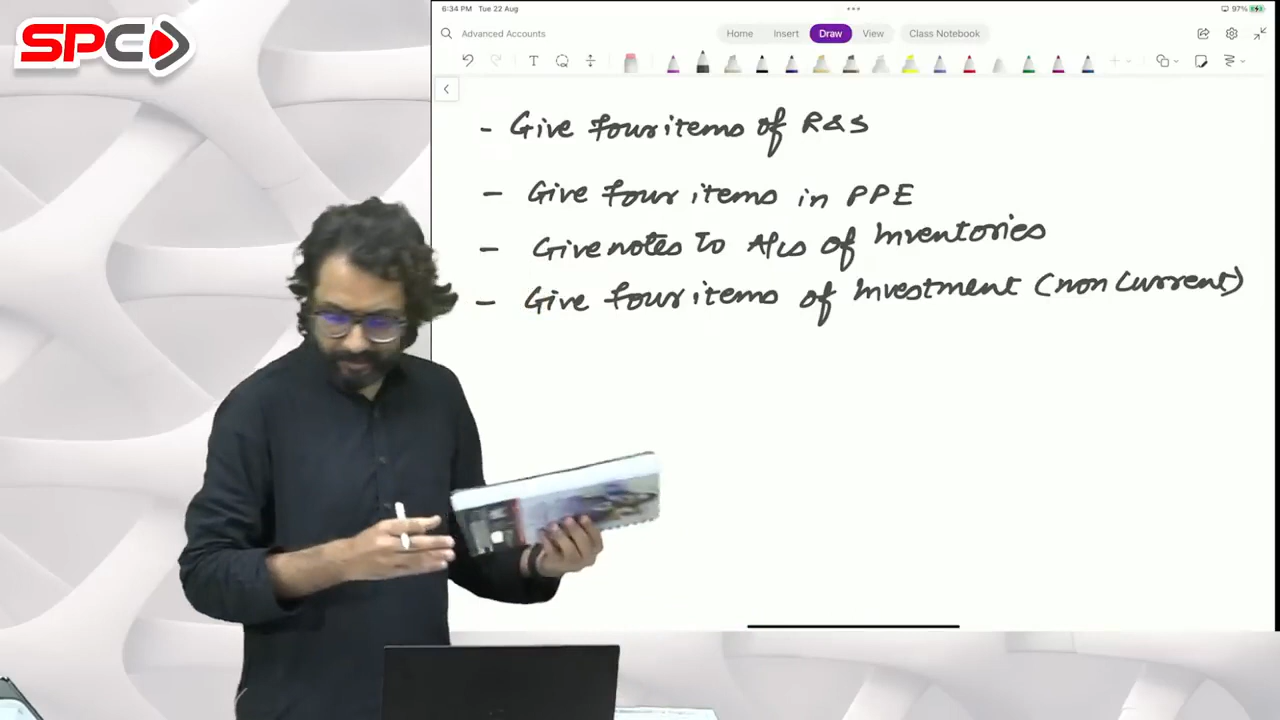 SPC
6:34 PM Tue 22 Aug
97%
Advanced Accounts
Home Insert Draw View Class Notebook
T
- Give four items of R&S
- Give four items in PPE
- Give notes to A/cs of Inventories
- Give four items of Investment (non Current)